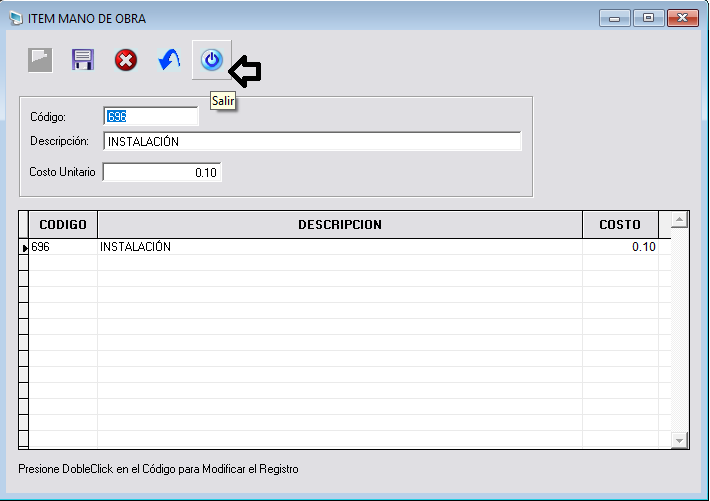 ITEM MANO DE OBRA
Salir
Código: 696
Descripción: INSTALACIÓN
Costo Unitario 0.10
CODIGO DESCRIPCION COSTO
696 INSTALACIÓN 0.10
Presione DobleClick en el Código para Modificar el Registro